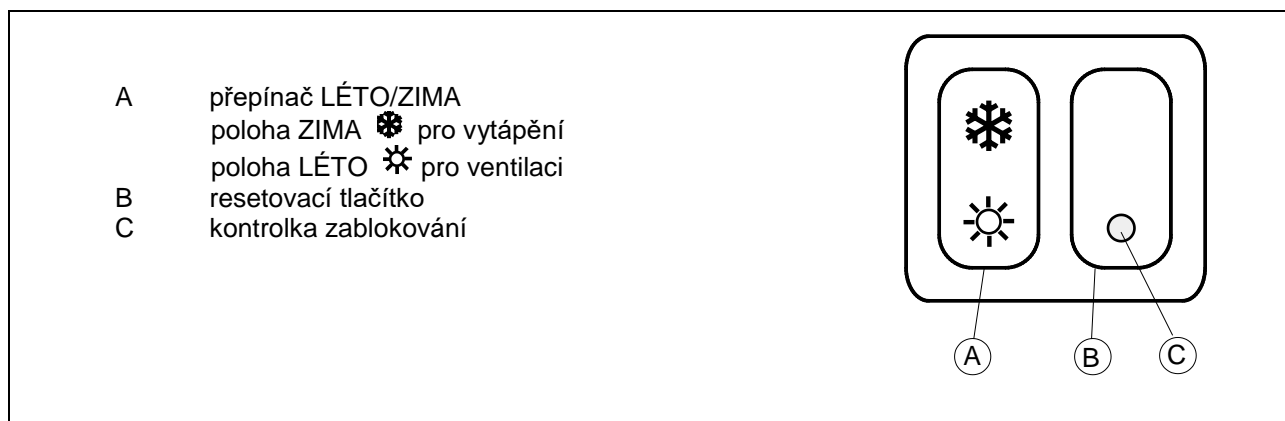 A přepínač LÉTO/ZIMA
poloha ZIMA ❄ pro vytápění
poloha LÉTO ☼ pro ventilaci
B resetovací tlačítko
C kontrolka zablokování
A B C